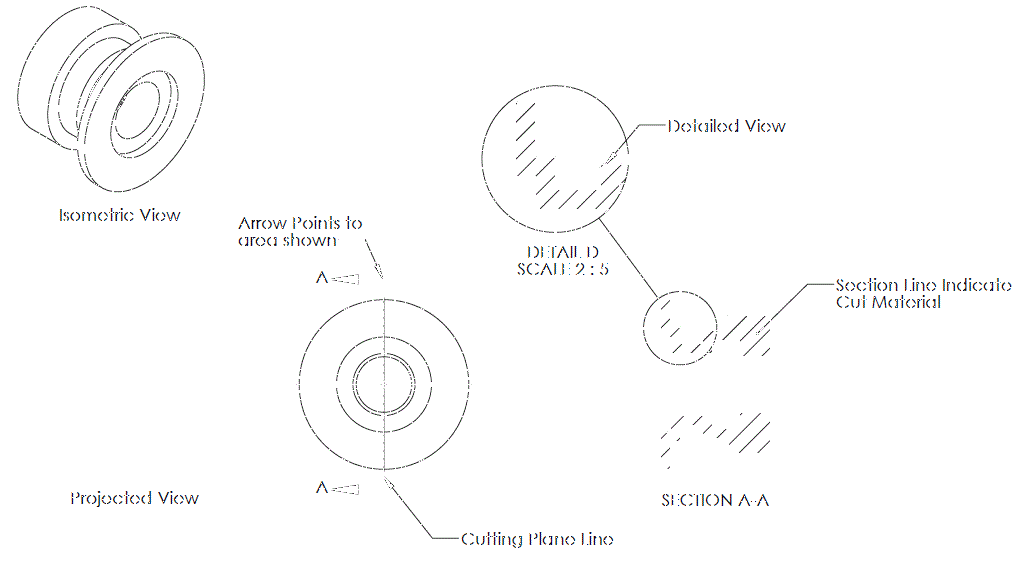 Isometric View
Arrow Points to
area shown
A
A
Projected View
Cutting Plane Line
Detailed View
DETAIL D
SCALE 2 : 5
Section Line Indicate
Cut Material
SECTION A-A